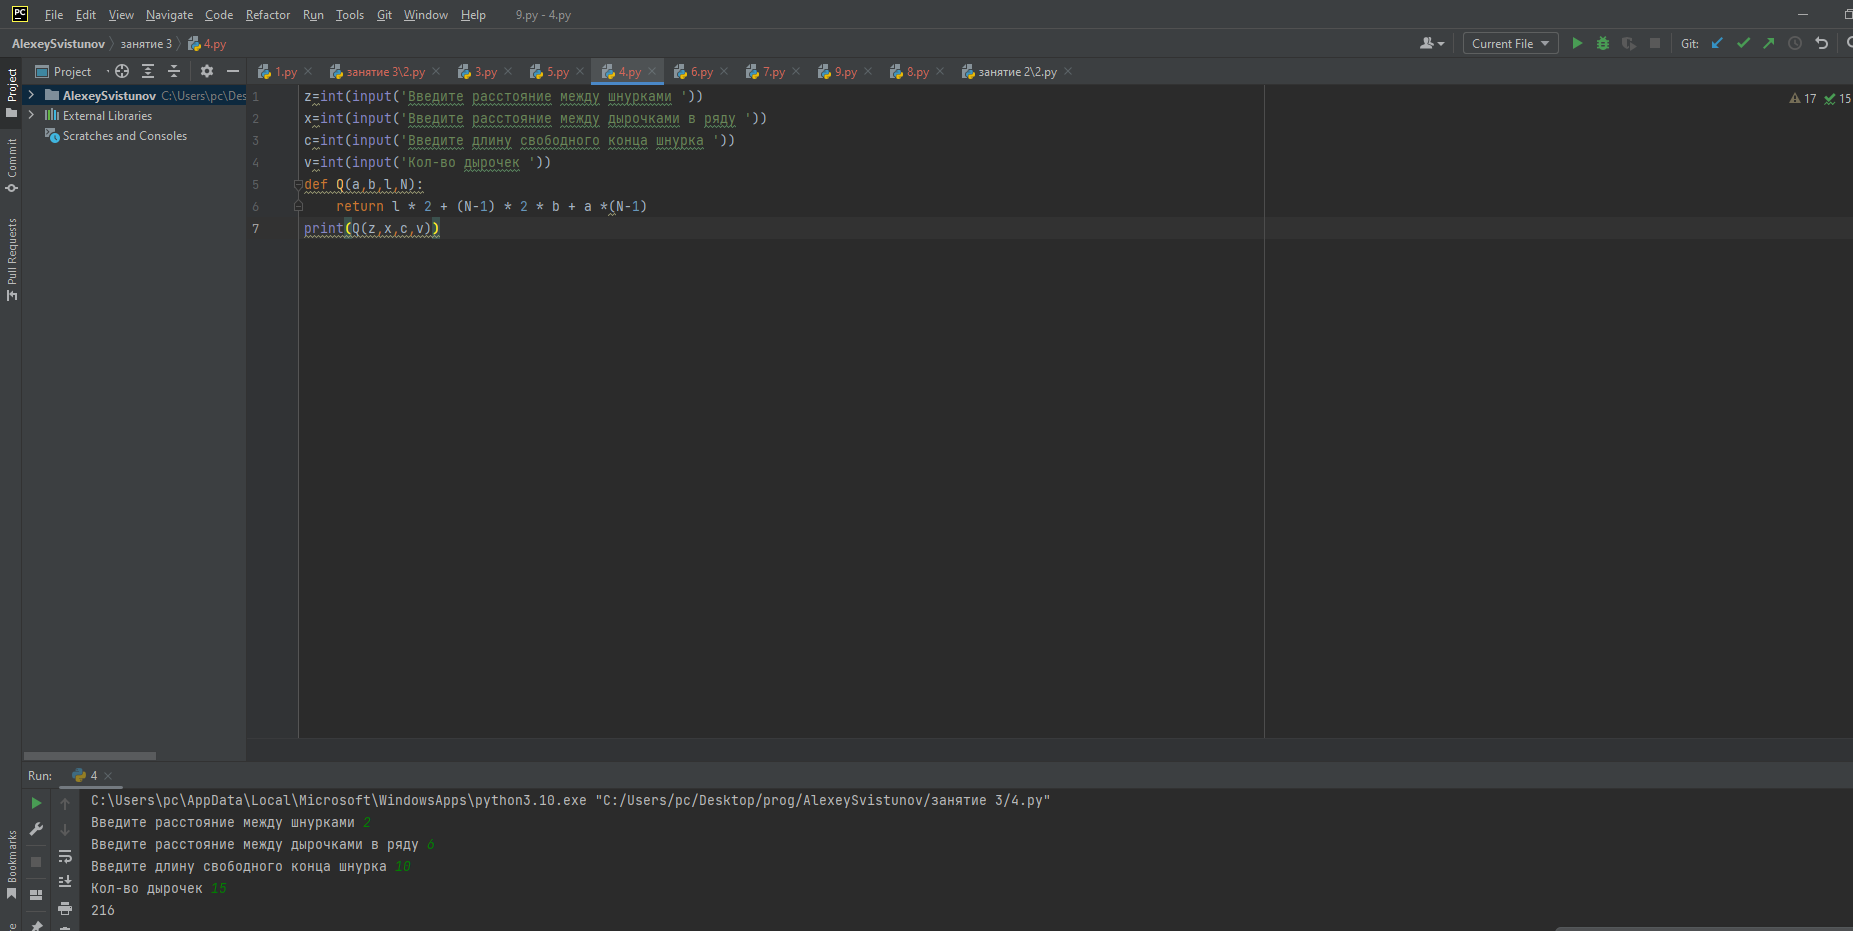 PC File Edit View Navigate Code Refactor Run Tools Git Window Help 9.py - 4.py
AlexeySvistunov занятие 3 4.py Current File Git:
Project 1.py занятие 3\2.py 3.py 5.py 4.py 6.py 7.py 9.py 8.py занятие 2\2.py
Project
Commit
Pull Requests
Bookmarks
AlexeySvistunov C:\Users\pc\Des
External Libraries
Scratches and Consoles
17 15
1 z=int(input('Введите расстояние между шнурками '))
2 x=int(input('Введите расстояние между дырочками в ряду '))
3 c=int(input('Введите длину свободного конца шнурка '))
4 v=int(input('Кол-во дырочек '))
5 def Q(a,b,l,N):
6 return l * 2 + (N-1) * 2 * b + a *(N-1)
7 print(Q(z,x,c,v))
Run: 4
C:\Users\pc\AppData\Local\Microsoft\WindowsApps\python3.10.exe "C:/Users/pc/Desktop/prog/AlexeySvistunov/занятие 3/4.py"
Введите расстояние между шнурками 2
Введите расстояние между дырочками в ряду 6
Введите длину свободного конца шнурка 10
Кол-во дырочек 15
216